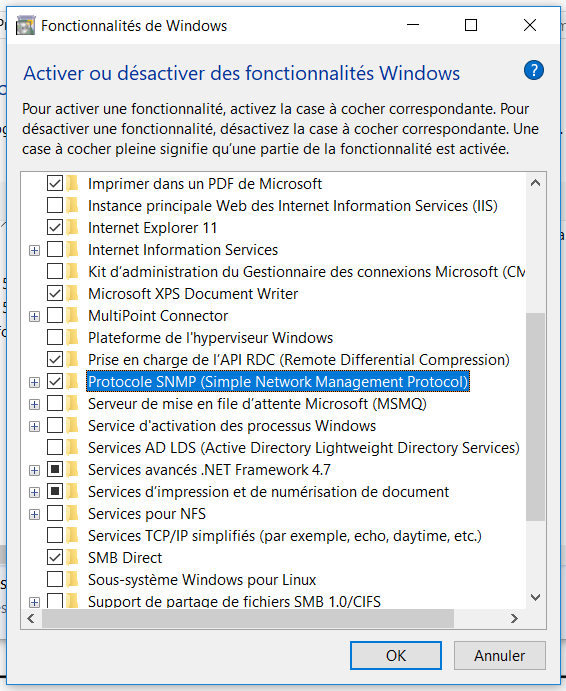 Fonctionnalités de Windows
Activer ou désactiver des fonctionnalités Windows
?
Pour activer une fonctionnalité, activez la case à cocher correspondante. Pour
désactiver une fonctionnalité, désactivez la case à cocher correspondante. Une
case à cocher pleine signifie qu’une partie de la fonctionnalité est activée.
Imprimer dans un PDF de Microsoft
Instance principale Web des Internet Information Services (IIS)
Internet Explorer 11
Internet Information Services
Kit d’administration du Gestionnaire des connexions Microsoft (CM
Microsoft XPS Document Writer
MultiPoint Connector
Plateforme de l'hyperviseur Windows
Prise en charge de l’API RDC (Remote Differential Compression)
Protocole SNMP (Simple Network Management Protocol)
Serveur de mise en file d’attente Microsoft (MSMQ)
Service d'activation des processus Windows
Services AD LDS (Active Directory Lightweight Directory Services)
Services avancés .NET Framework 4.7
Services d’impression et de numérisation de document
Services pour NFS
Services TCP/IP simplifiés (par exemple, echo, daytime, etc.)
SMB Direct
Sous-système Windows pour Linux
Support de partage de fichiers SMB 1.0/CIFS
OK
Annuler